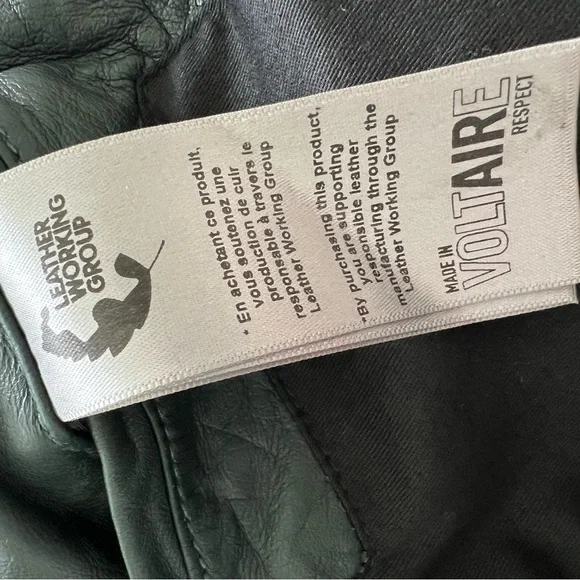 LEATHER
WORKING
GROUP
* En achetant ce produit,
vous soutenez une
production de cuir
responsable à travers le
Leather Working Group
*By purchasing this product,
you are supporting
responsible leather
manufacturing through the
Leather Working Group
MADE IN
VOLTAIRE
RESPECT